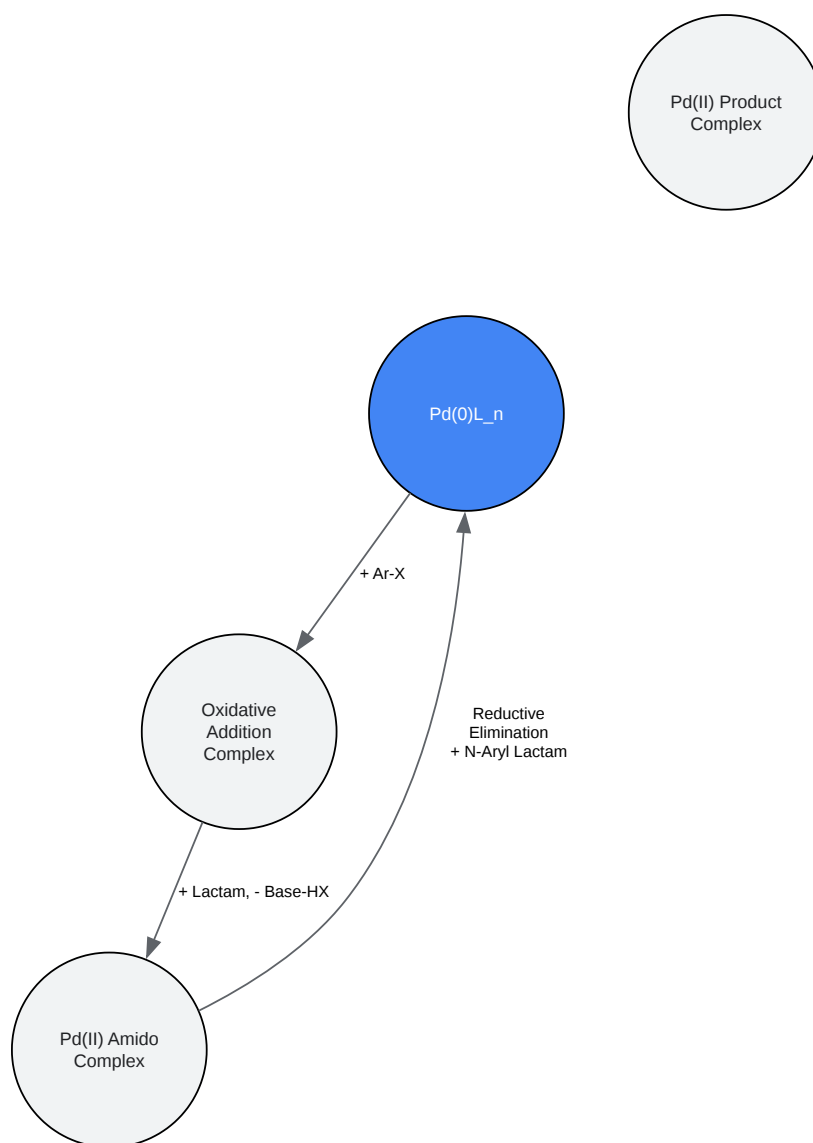 Pd(II) Product
Complex
Pd(0)L_n
+ Ar-X
Oxidative
Addition
Complex
Reductive
Elimination
+ N-Aryl Lactam
+ Lactam, - Base-HX
Pd(II) Amido
Complex